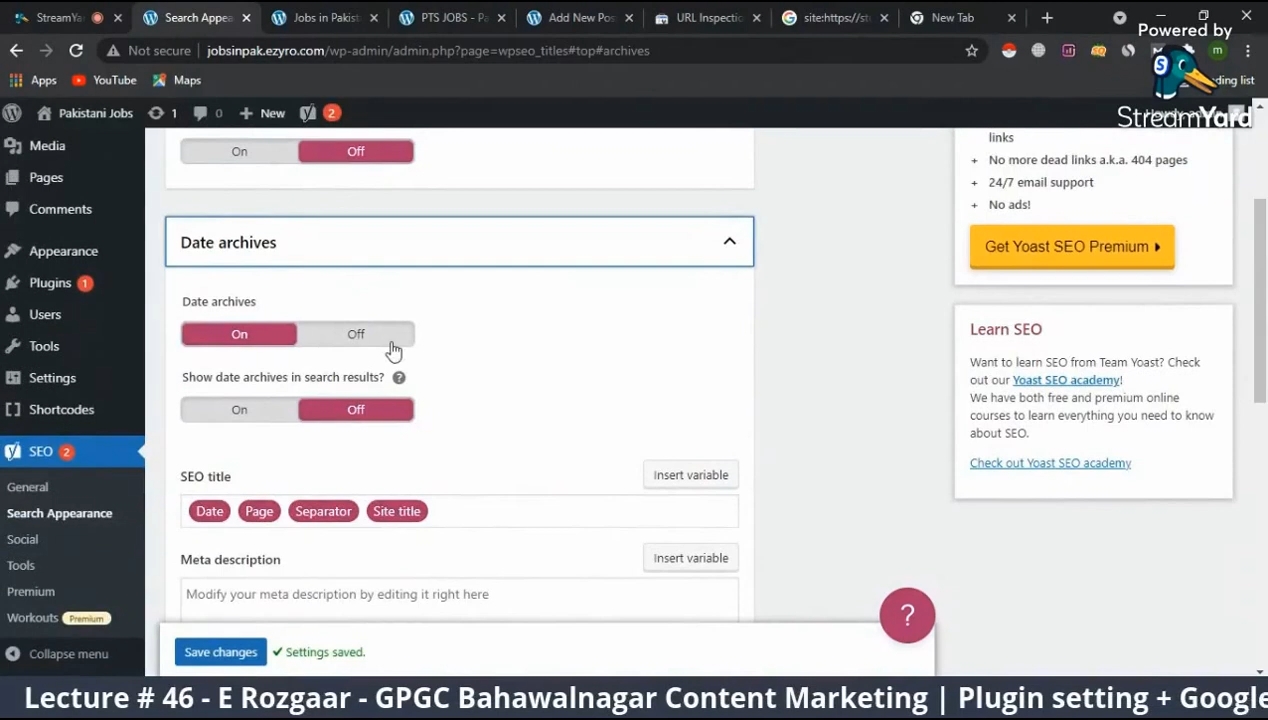 StreamYa
Search Appea
Jobs in Pakist
PTS JOBS - Pa
Add New Pos
URL Inspectio
site:https://st
New Tab
Powered by
Not secure
jobsinpak.ezyro.com/wp-admin/admin.php?page=wpseo_titles#top#archives
m
Apps
YouTube
Maps
ding list
StreamYard
Pakistani Jobs
1
0
New
2
Media
Pages
Comments
Appearance
Plugins 1
Users
Tools
Settings
Shortcodes
SEO 2
General
Search Appearance
Social
Tools
Premium
Workouts Premium
Collapse menu
On
Off
Date archives
Date archives
On
Off
Show date archives in search results? ?
On
Off
SEO title
Insert variable
Date
Page
Separator
Site title
Meta description
Insert variable
Modify your meta description by editing it right here
Save changes
Settings saved.
?
links
+ No more dead links a.k.a. 404 pages
+ 24/7 email support
+ No ads!
Get Yoast SEO Premium
Learn SEO
Want to learn SEO from Team Yoast? Check
out our Yoast SEO academy!
We have both free and premium online
courses to learn everything you need to know
about SEO.
Check out Yoast SEO academy
Lecture # 46 - E Rozgaar - GPGC Bahawalnagar Content Marketing | Plugin setting + Google